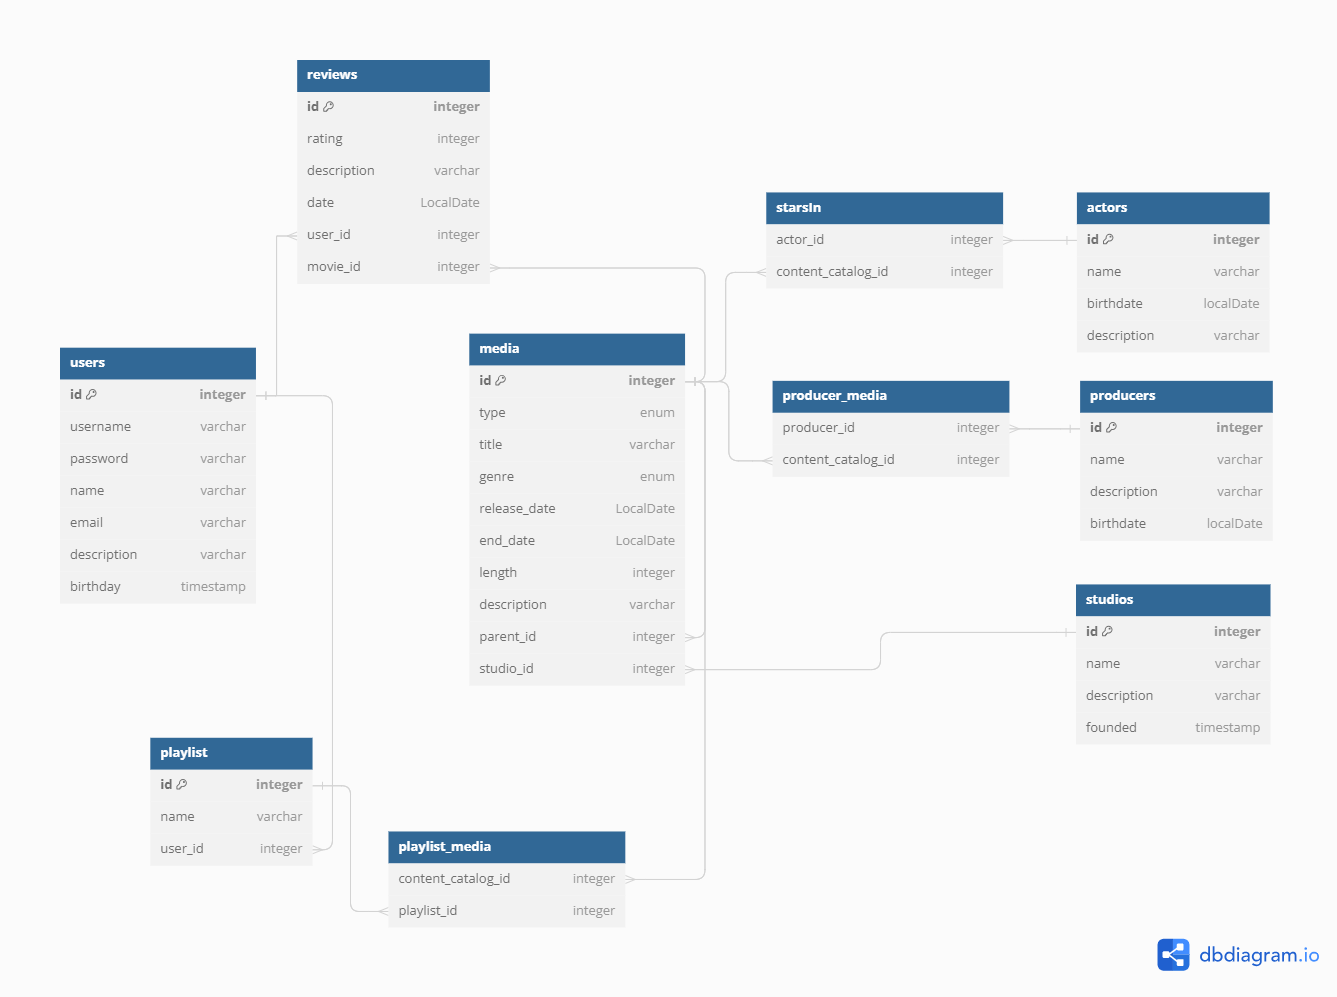 reviews
id integer
rating integer
description varchar
date LocalDate
user_id integer
movie_id integer
starsIn
actor_id integer
content_catalog_id integer
actors
id integer
name varchar
birthdate localDate
description varchar
users
id integer
username varchar
password varchar
name varchar
email varchar
description varchar
birthday timestamp
media
id integer
type enum
title varchar
genre enum
release_date LocalDate
end_date LocalDate
length integer
description varchar
parent_id integer
studio_id integer
producer_media
producer_id integer
content_catalog_id integer
producers
id integer
name varchar
description varchar
birthdate localDate
studios
id integer
name varchar
description varchar
founded timestamp
playlist
id integer
name varchar
user_id integer
playlist_media
content_catalog_id integer
playlist_id integer
dbdiagram.io